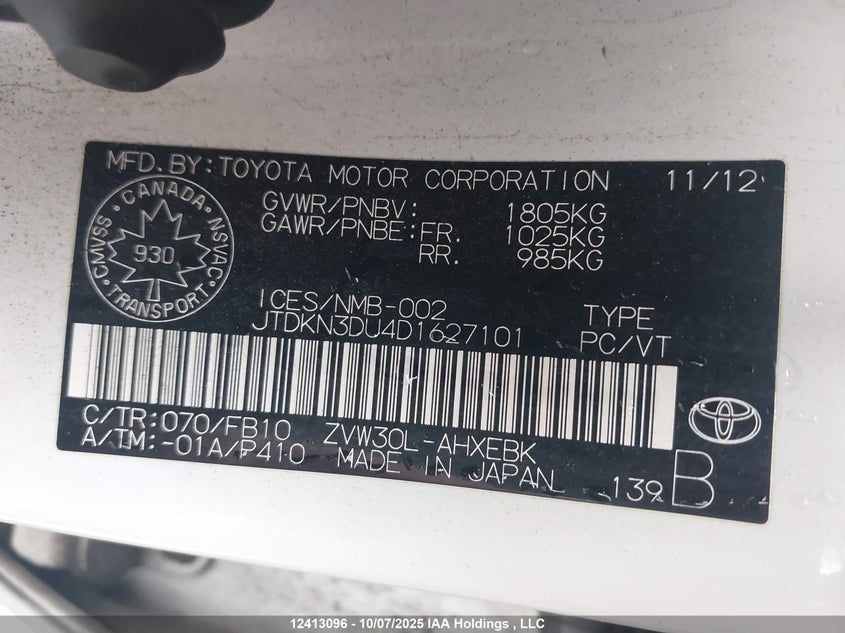 MFD.BY:TOYOTA MOTOR CORPORATION 11/12
GVWR/PNBV: 1805KG
GAWR/PNBE:FR. 1025KG
RR. 985KG
CANADA
CMVSS 930 NSVAC
TRANSPORT
ICES/NMB-002
JTDKN3DU4D1627101
TYPE
PC/VT
C/TR:070/FB10 ZVW30L-AHXEBK
A/TM:-01A/P410 MADE IN JAPAN 139 B
12413096 - 10/07/2025 IAA Holdings , LLC